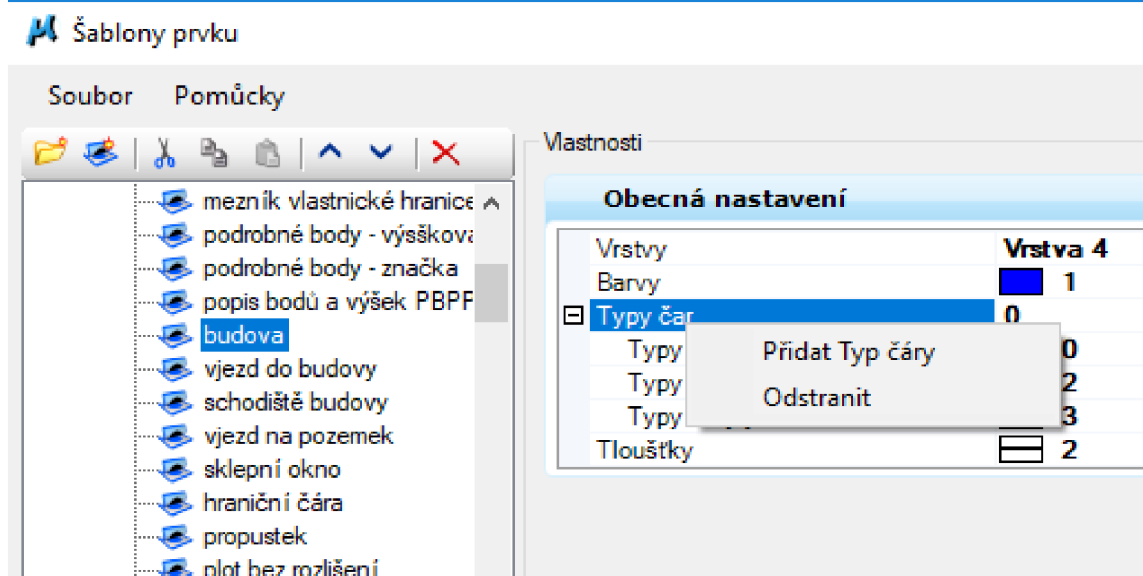 Šablony prvku
Soubor Pomůcky
mezník vlastnické hranice
podrobné body - výsškova
podrobné body - značka
popis bodů a výšek PBPF
budova
vjezd do budovy
schodiště budovy
vjezd na pozemek
sklepní okno
hraniční čára
propustek
plot bez rozlišení
Vlastnosti
Obecná nastavení
Vrstvy Vrstva 4
Barvy 1
Typy čar 0
Typy 0
Typy 2
Typy 3
Tloušťky 2
Přidat Typ čáry
Odstranit